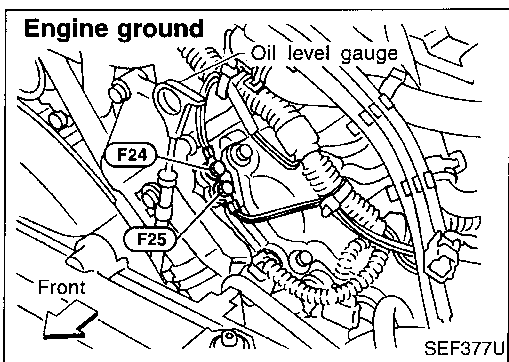 Engine ground
Oil level gauge
F24
F25
Front
SEF377U